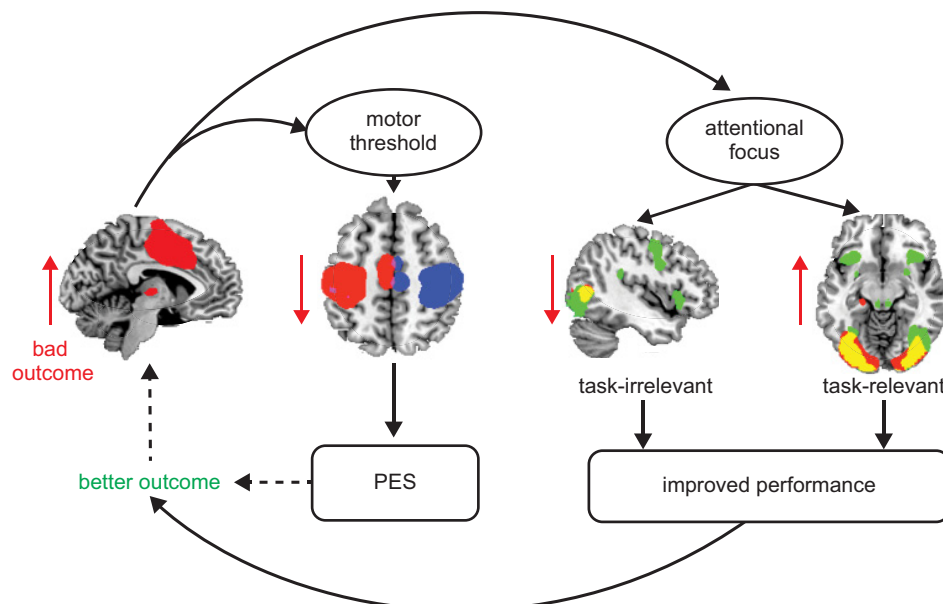 motor
threshold
attentional
focus
bad
outcome
task-irrelevant
task-relevant
better outcome
PES
improved performance